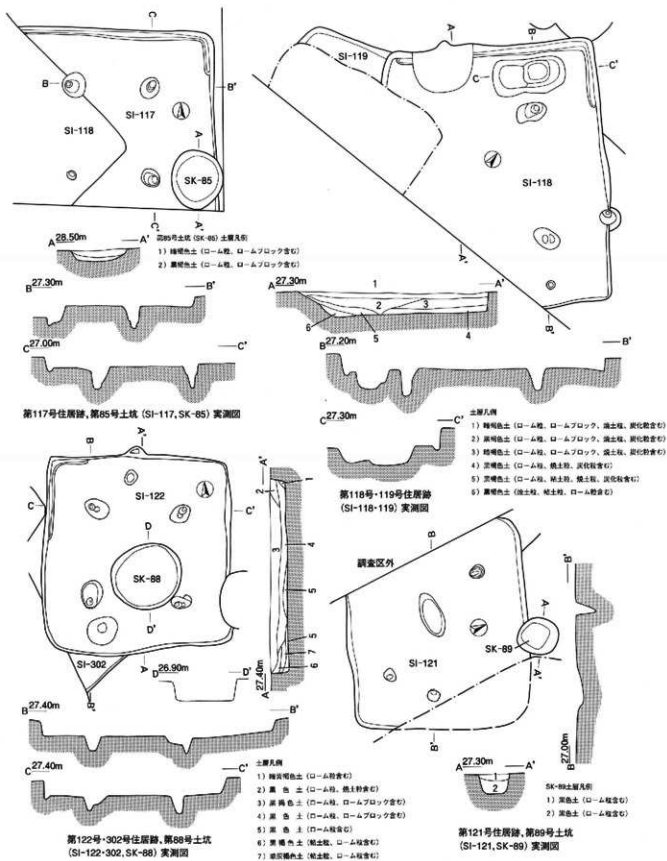 C
B
B'
SI-117
SI-118
A
SK-85
C'
A'
A 28.50m A'
第85号土坑 (SK-85) 土層凡例
1) 暗褐色土 (ローム粒、ロームブロック含む)
2) 黒褐色土 (ローム粒、ロームブロック含む)
B 27.30m B'
C 27.00m C'
第117号住居跡,第85号土坑 (SI-117, SK-85) 実測図
SI-119
A
B
C
C'
SI-118
A'
B'
A 27.30m A'
1
2
3
6
5
4
B 27.20m B'
C 27.30m C'
第118号・119号住居跡
(SI-118・119) 実測図
土層凡例
1) 暗褐色土 (ローム粒、ロームブロック、焼土粒、炭化粒含む)
2) 黒褐色土 (ローム粒、ロームブロック、焼土粒、炭化粒含む)
3) 暗褐色土 (ローム粒、ロームブロック、焼土粒、炭化粒含む)
4) 灰褐色土 (ローム粒、焼土粒、炭化粒含む)
5) 灰褐色土 (ローム粒、粘土粒、焼土粒、炭化粒含む)
6) 黒褐色土 (焼土粒、粘土粒、ローム粒含む)
B
A'
SI-122
C
C'
D
SK-88
D'
SI-302
A
B'
A'
2
1
3
4
5
5
7
6
27.40m
A
D 26.90m D'
B 27.40m B'
C 27.40m C'
第122号・302号住居跡,第88号土坑
(SI-122・302, SK-88) 実測図
土層凡例
1) 暗黄褐色土 (ローム粒含む)
2) 黒色土 (ローム粒、焼土粒含む)
3) 黒褐色土 (ローム粒、ロームブロック含む)
4) 黒色土 (ローム粒、ロームブロック含む)
5) 黒色土 (ローム粒含む)
6) 黒褐色土 (粘土粒、ローム粒含む)
7) 暗灰褐色土 (粘土粒、ローム粒含む)
調査区外
B
A
SK-89
A'
SI-121
B'
B'
27.00m
B
A 27.30m A'
1
2
SK-89土層凡例
1) 黒色土 (ローム粒含む)
2) 黒色土 (ローム粒含む)
第121号住居跡,第89号土坑
(SI-121, SK-89) 実測図